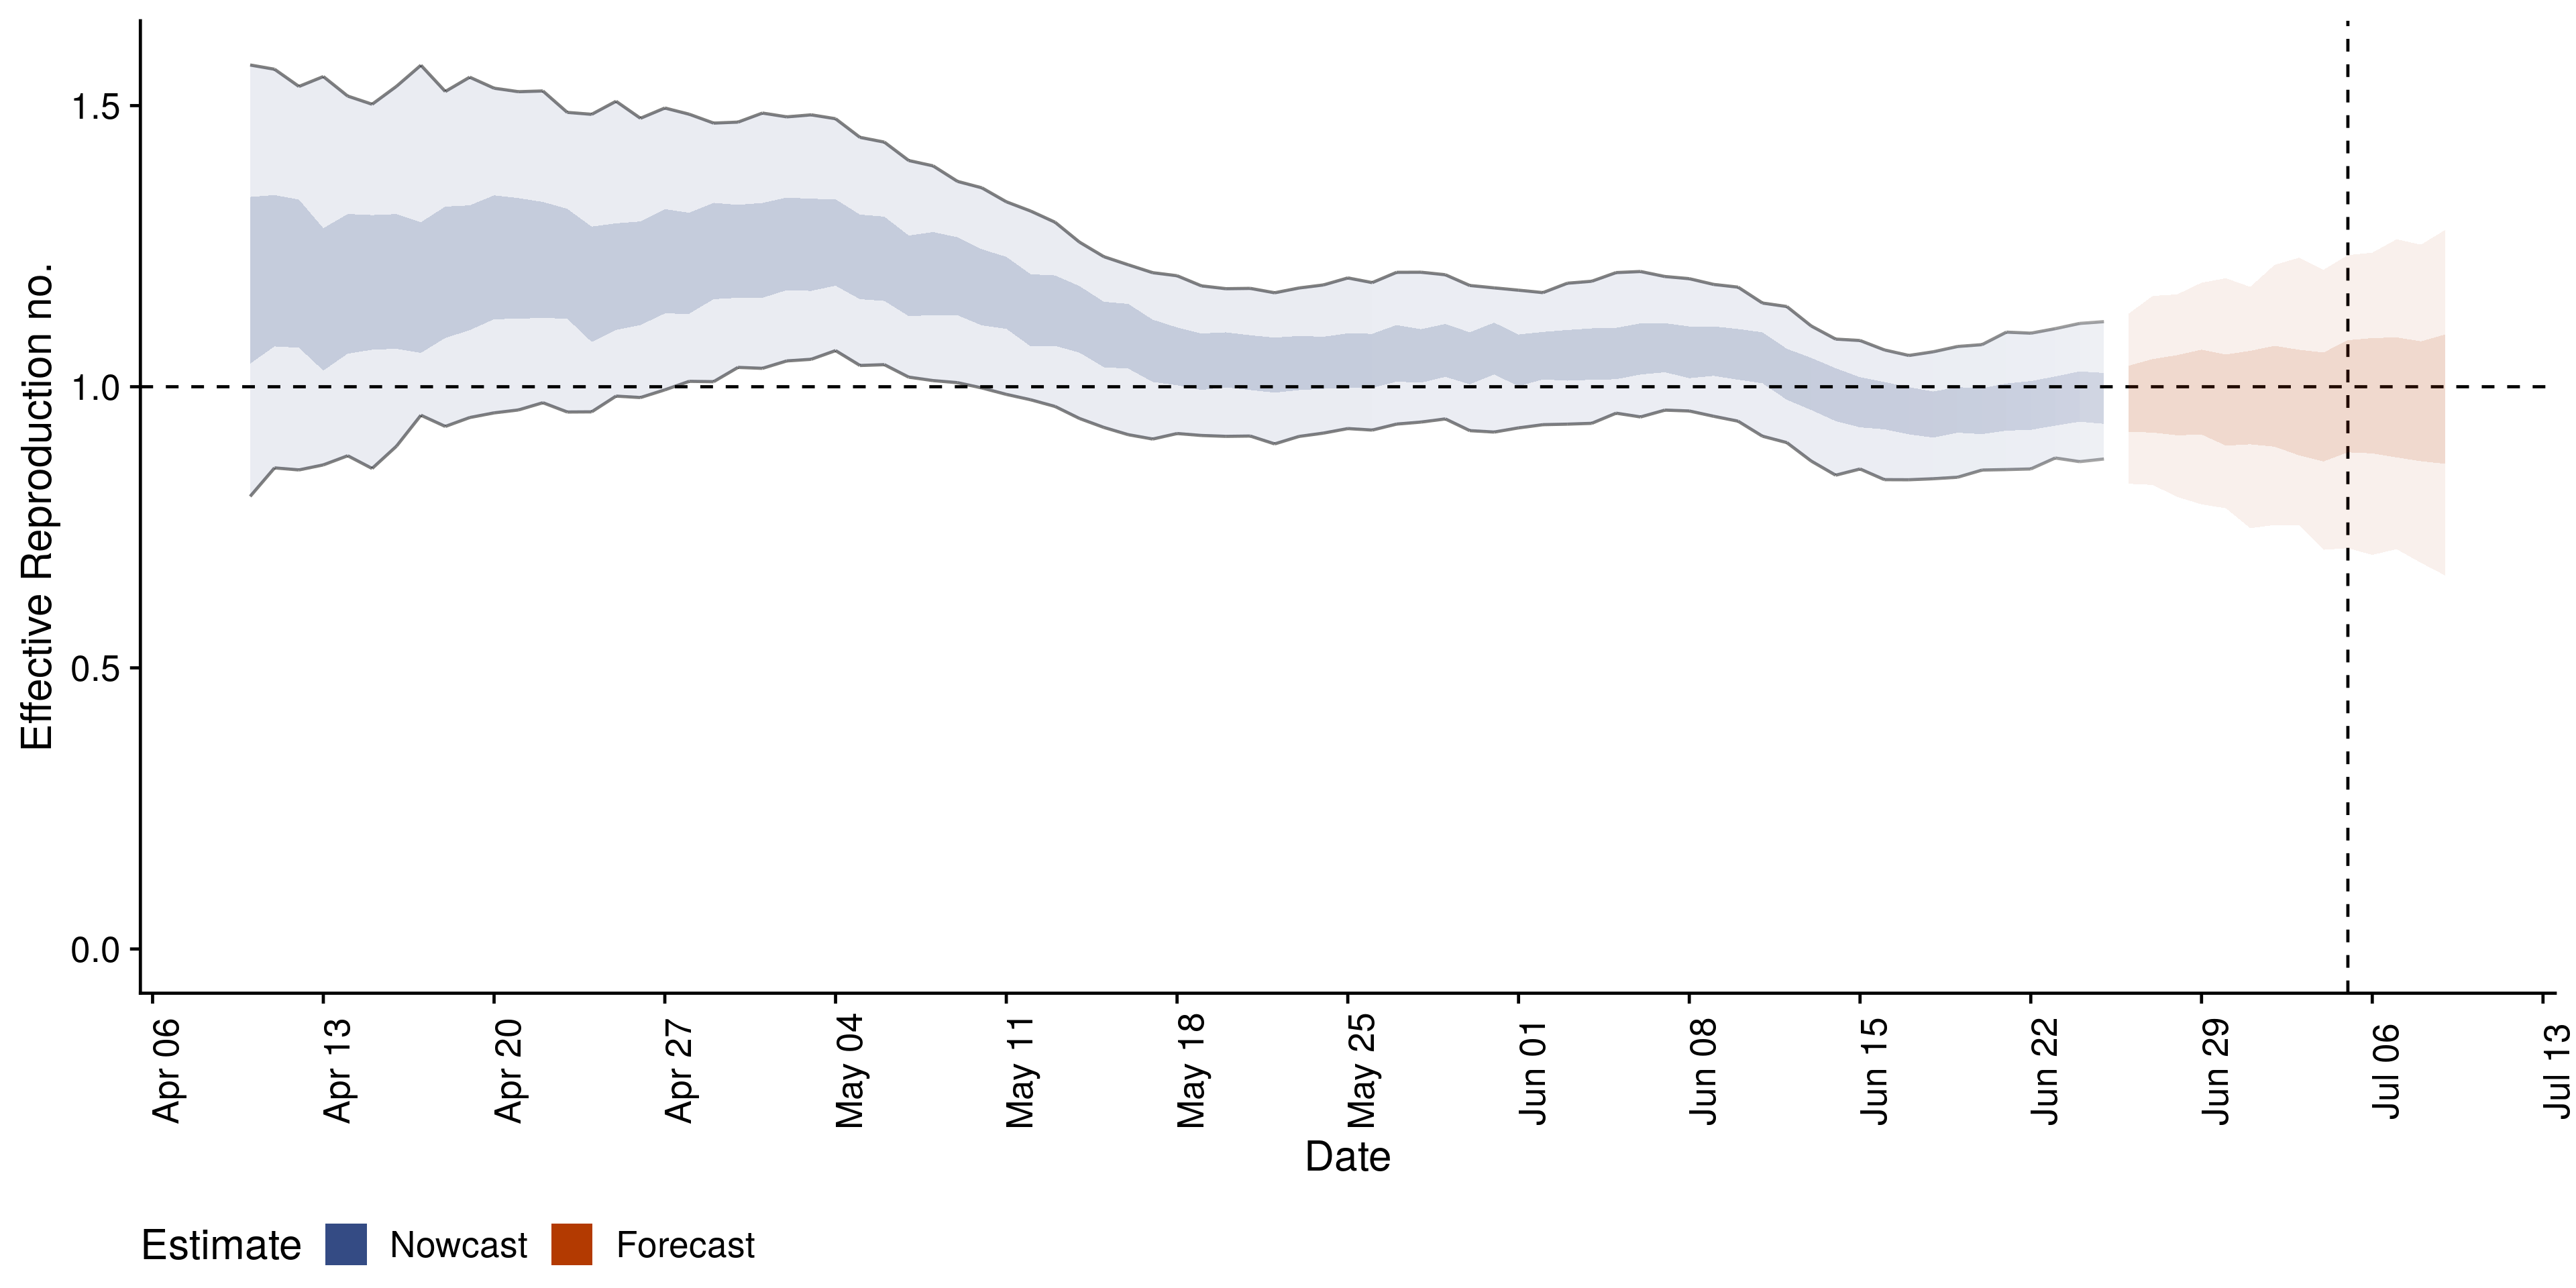 Effective Reproduction no.
1.5
1.0
0.5
0.0
Apr 06
Apr 13
Apr 20
Apr 27
May 04
May 11
May 18
May 25
Jun 01
Jun 08
Jun 15
Jun 22
Jun 29
Jul 06
Jul 13
Date
Estimate Nowcast Forecast